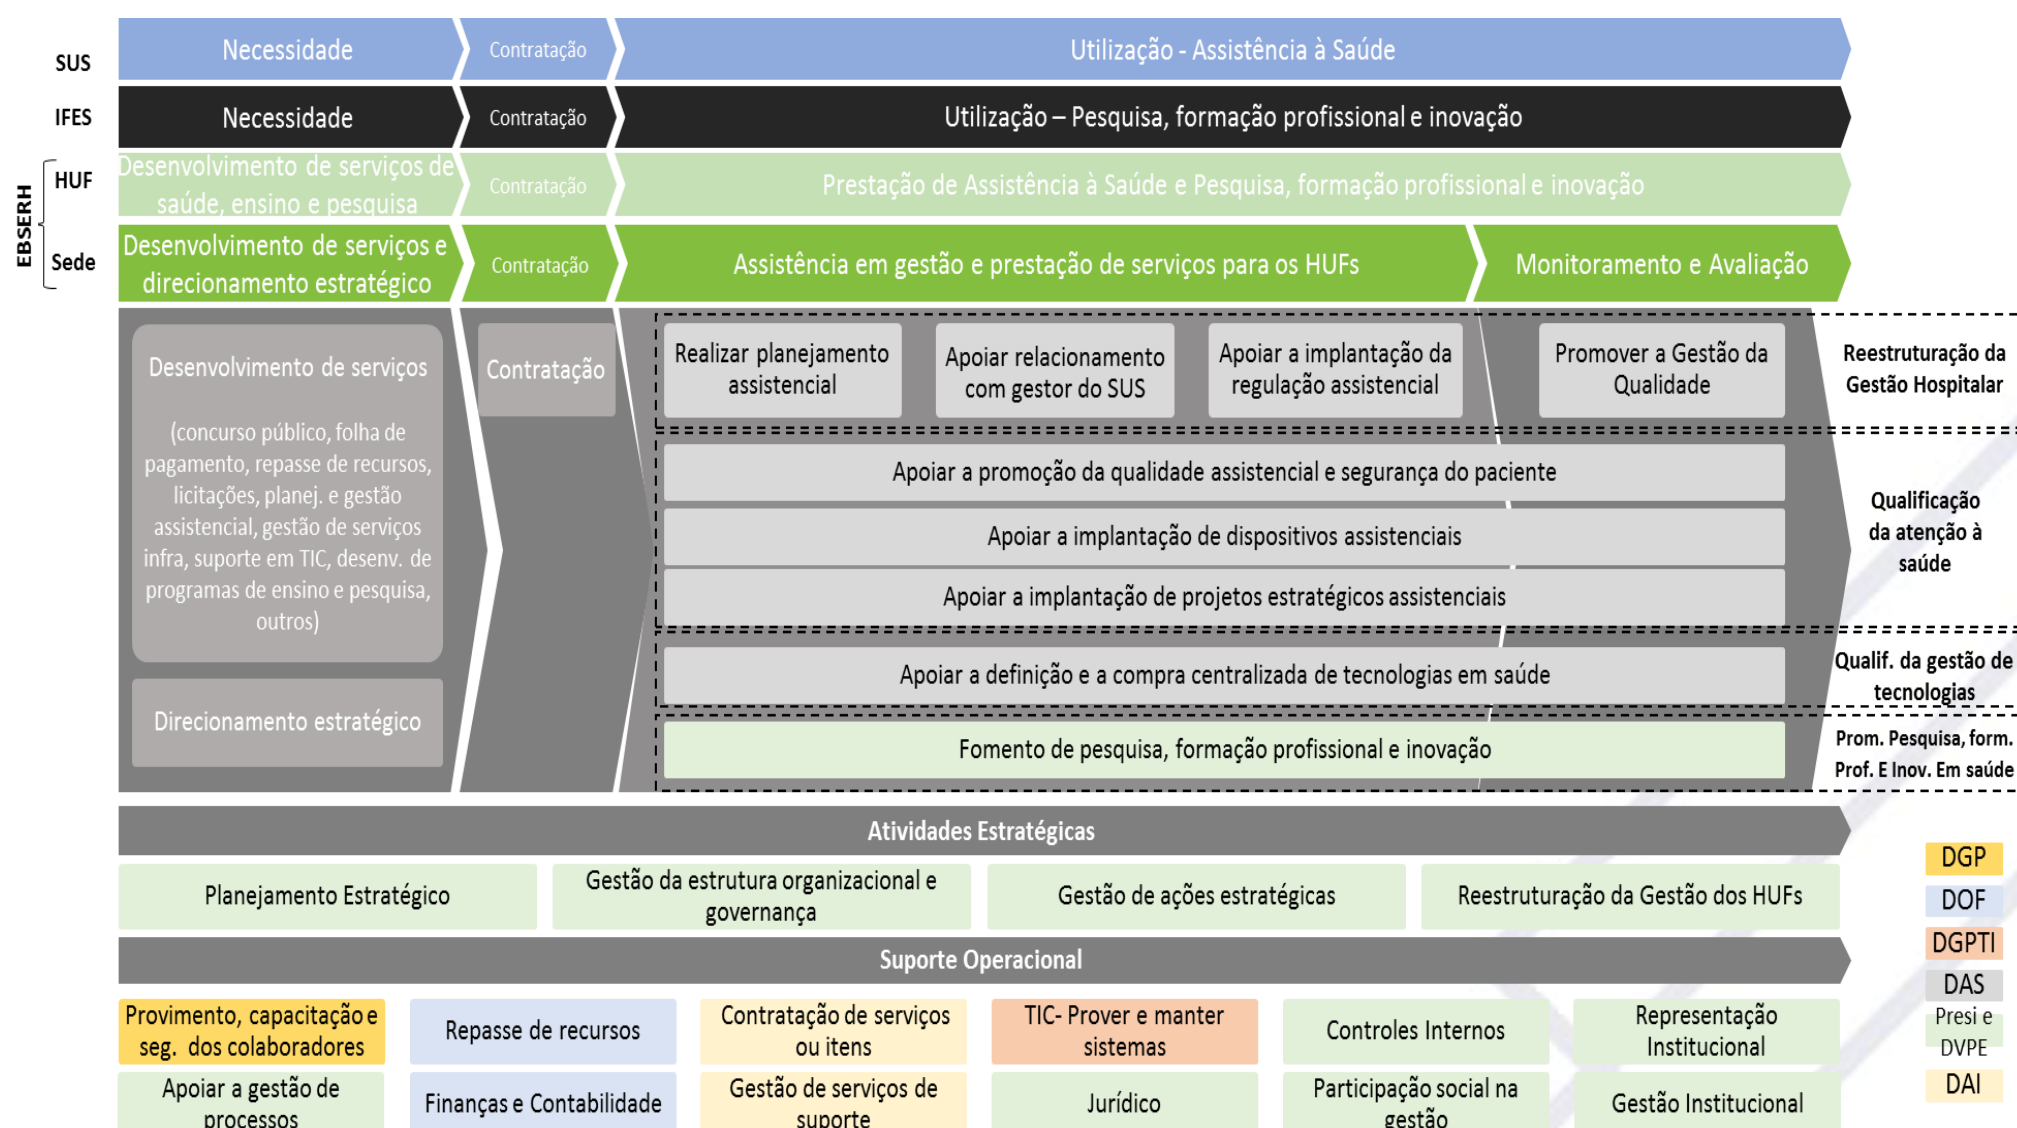 SUS
Necessidade
Contratação
Utilização - Assistência à Saúde
IFES
Necessidade
Contratação
Utilização – Pesquisa, formação profissional e inovação
EBSERH
HUF
Desenvolvimento de serviços de
saúde, ensino e pesquisa
Contratação
Prestação de Assistência à Saúde e Pesquisa, formação profissional e inovação
Sede
Desenvolvimento de serviços e
direcionamento estratégico
Contratação
Assistência em gestão e prestação de serviços para os HUFs
Monitoramento e Avaliação
Desenvolvimento de serviços
(concurso público, folha de
pagamento, repasse de recursos,
licitações, planej. e gestão
assistencial, gestão de serviços
infra, suporte em TIC, desenv. de
programas de ensino e pesquisa,
outros)
Direcionamento estratégico
Contratação
Realizar planejamento
assistencial
Apoiar relacionamento
com gestor do SUS
Apoiar a implantação da
regulação assistencial
Promover a Gestão da
Qualidade
Reestruturação da
Gestão Hospitalar
Apoiar a promoção da qualidade assistencial e segurança do paciente
Apoiar a implantação de dispositivos assistenciais
Apoiar a implantação de projetos estratégicos assistenciais
Qualificação
da atenção à
saúde
Apoiar a definição e a compra centralizada de tecnologias em saúde
Qualif. da gestão de
tecnologias
Fomento de pesquisa, formação profissional e inovação
Prom. Pesquisa, form.
Prof. E Inov. Em saúde
Atividades Estratégicas
Planejamento Estratégico
Gestão da estrutura organizacional e
governança
Gestão de ações estratégicas
Reestruturação da Gestão dos HUFs
Suporte Operacional
Provimento, capacitação e
seg. dos colaboradores
Repasse de recursos
Contratação de serviços
ou itens
TIC- Prover e manter
sistemas
Controles Internos
Representação
Institucional
Apoiar a gestão de
processos
Finanças e Contabilidade
Gestão de serviços de
suporte
Jurídico
Participação social na
gestão
Gestão Institucional
DGP
DOF
DGPTI
DAS
Presi e
DVPE
DAI